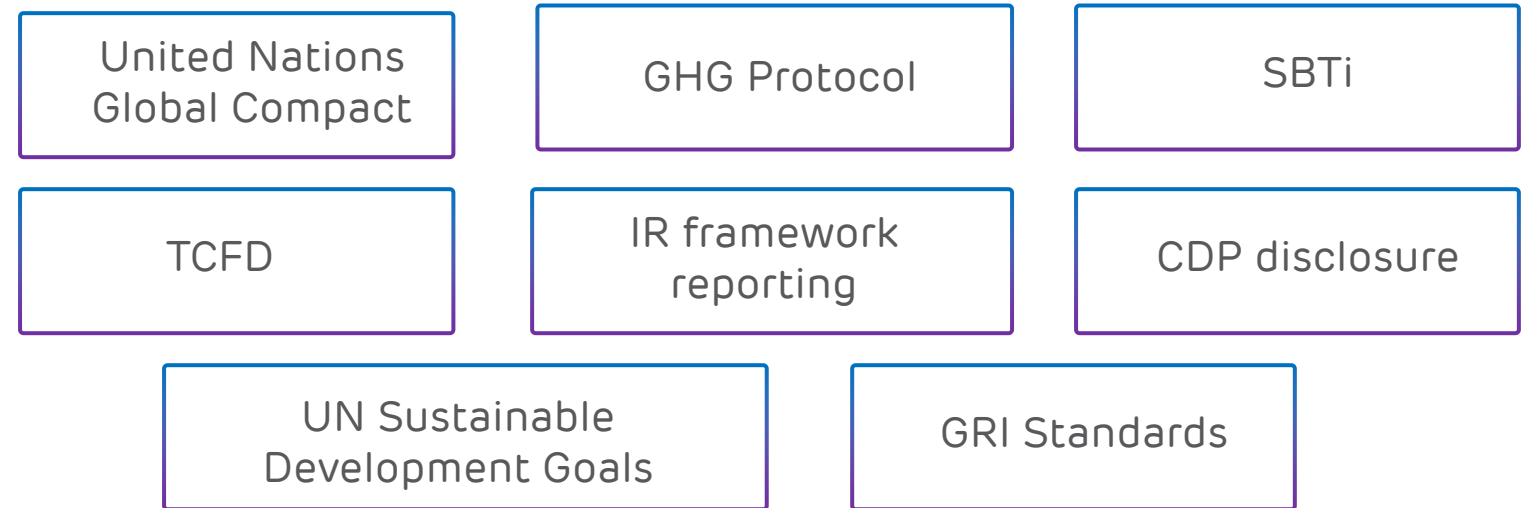 United Nations
Global Compact
GHG Protocol
SBTi
TCFD
IR framework
reporting
CDP disclosure
UN Sustainable
Development Goals
GRI Standards